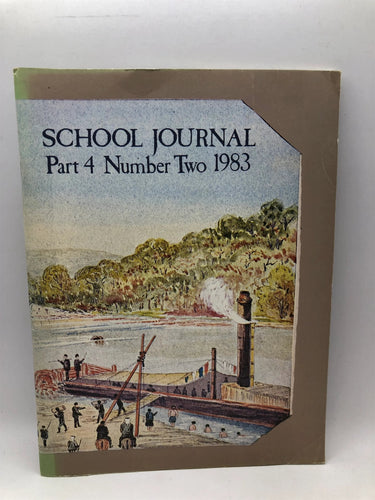 SCHOOL JOURNAL
Part 4 Number Two 1983